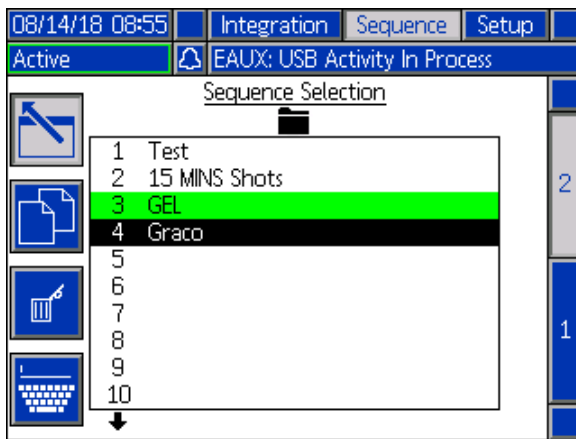 08/14/18 08:55 Integration Sequence Setup
Active EAUX: USB Activity In Process
Sequence Selection
1 Test
2 15 MINS Shots
3 GEL
4 Graco
5
6
7
8
9
10
2
1